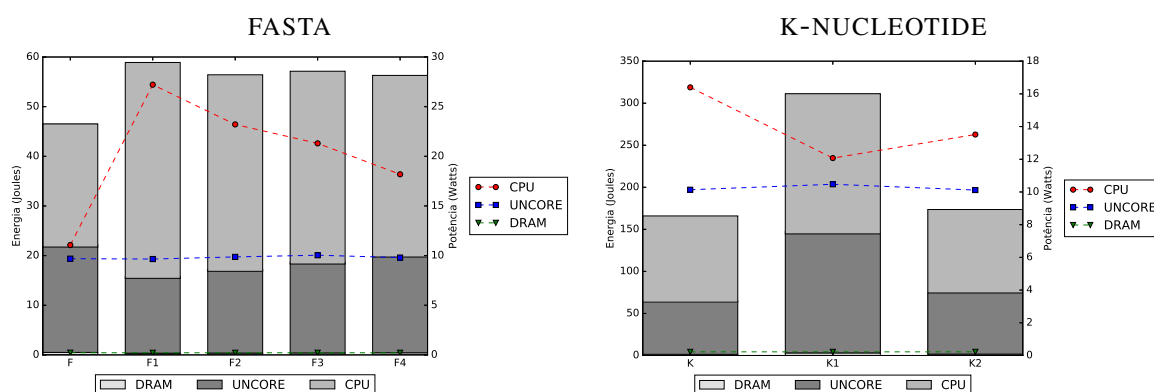 FASTA
60
50
40
30
20
10
0
Energia (Joules)
F
F1
F2
F3
F4
30
25
20
15
10
5
0
Potência (Watts)
CPU
UNCORE
DRAM
DRAM
UNCORE
CPU
K-NUCLEOTIDE
350
300
250
200
150
100
50
0
Energia (Joules)
K
K1
K2
18
16
14
12
10
8
6
4
2
0
Potência (Watts)
CPU
UNCORE
DRAM
DRAM
UNCORE
CPU